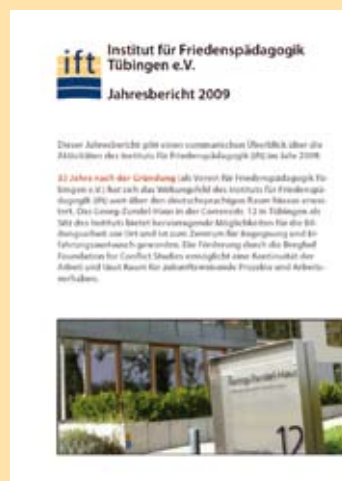 ift
Institut für Friedenspädagogik
Tübingen e.V.
Jahresbericht 2009
Dieser Jahresbericht gibt einen summarischen Überblick über die
Aktivitäten des Instituts für Friedenspädagogik (ift) im Jahr 2009.
33 Jahre nach der Gründung (als Verein für Friedenspädagogik Tü-
bingen e.V.) hat sich das Wirkungsfeld des Instituts für Friedenspä-
dagogik (ift) weit über den deutschsprachigen Raum hinaus erwei-
tert. Das Georg-Zundel-Haus in der Corrensstr. 12 in Tübingen als
Sitz des Instituts bietet hervorragende Möglichkeiten für die Bil-
dungsarbeit vor Ort und ist zum Zentrum für Begegnung und Er-
fahrungsaustausch geworden. Die Förderung durch die Berghof
Foundation for Conflict Studies ermöglicht eine Kontinuität der
Arbeit und lässt Raum für zukunftsweisende Projekte und Arbeits-
vorhaben.
Georg-Zundel-Haus
12